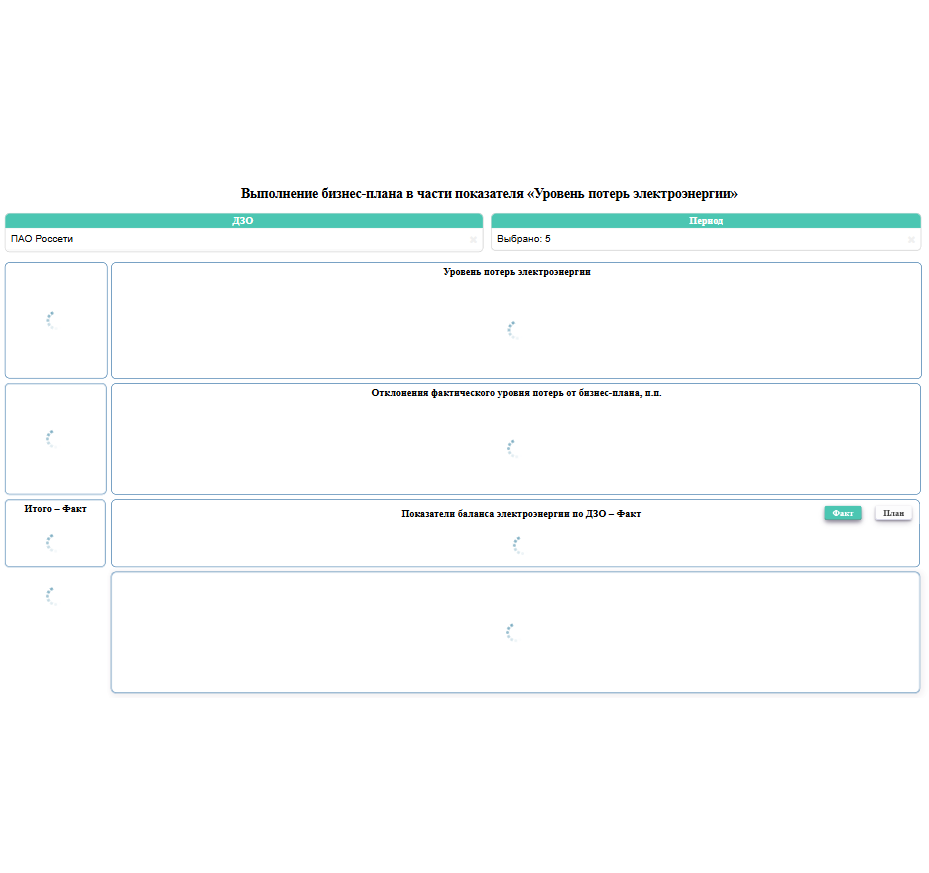 Выполнение бизнес-плана в части показателя «Уровень потерь электроэнергии»
ДЗО
Период
ПАО Россети
Выбрано: 5
Уровень потерь электроэнергии
Отклонения фактического уровня потерь от бизнес-плана, п.п.
Итого – Факт
Показатели баланса электроэнергии по ДЗО – Факт
Факт
План